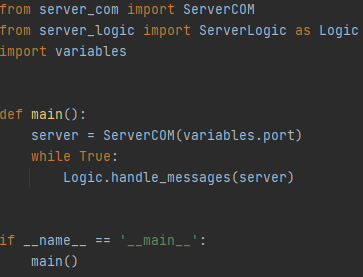 from server_com import ServerCOM
from server_logic import ServerLogic as Logic
import variables
def main():
    server = ServerCOM(variables.port)
    while True:
        Logic.handle_messages(server)
if __name__ == '__main__':
    main()